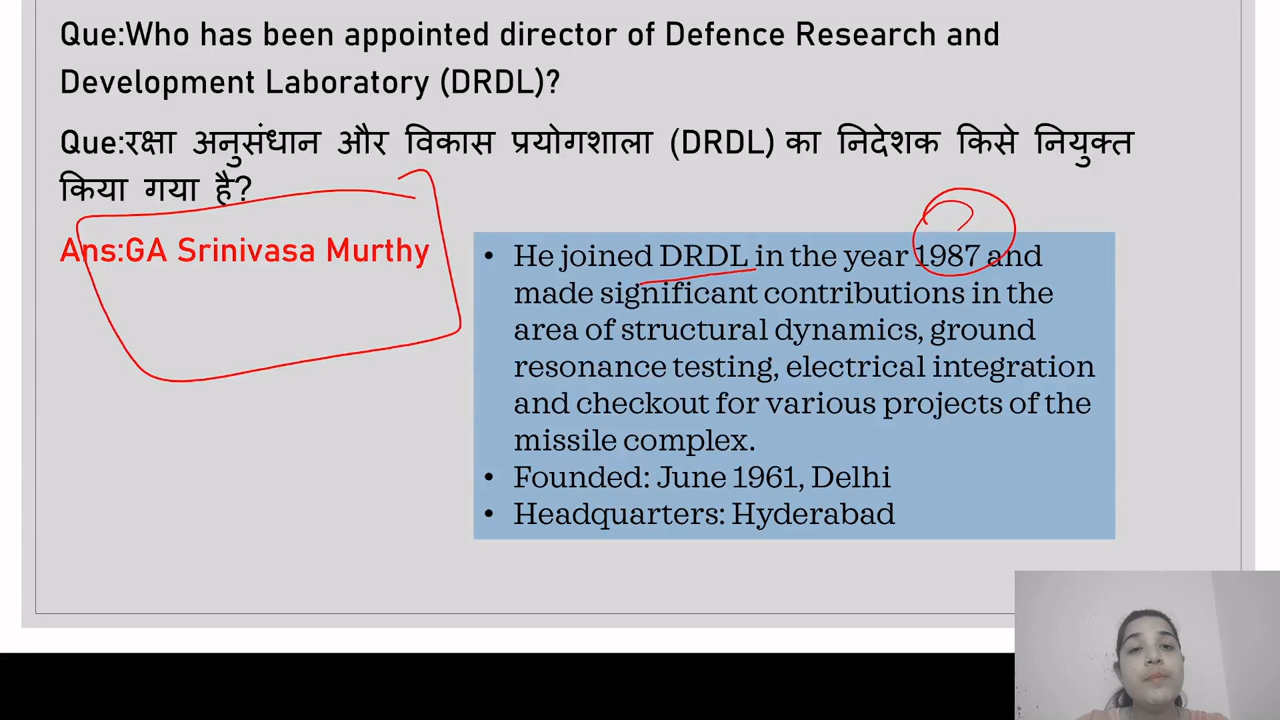 Que:Who has been appointed director of Defence Research and
Development Laboratory (DRDL)?
Que:रक्षा अनुसंधान और विकास प्रयोगशाला (DRDL) का निदेशक किसे नियुक्त
किया गया है?
Ans:GA Srinivasa Murthy
• He joined DRDL in the year 1987 and
made significant contributions in the
area of structural dynamics, ground
resonance testing, electrical integration
and checkout for various projects of the
missile complex.
• Founded: June 1961, Delhi
• Headquarters: Hyderabad